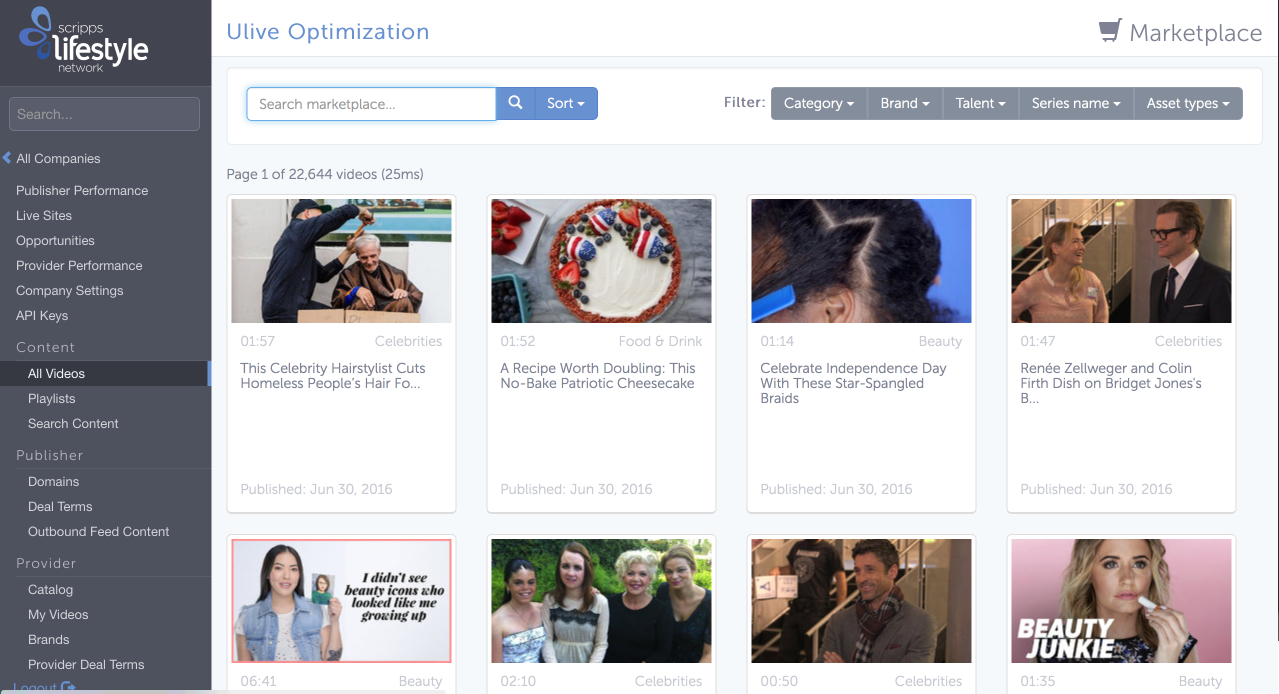 scripps
lifestyle
network
Search...
All Companies
Publisher Performance
Live Sites
Opportunities
Provider Performance
Company Settings
API Keys
Content
All Videos
Playlists
Search Content
Publisher
Domains
Deal Terms
Outbound Feed Content
Provider
Catalog
My Videos
Brands
Provider Deal Terms
Logout
Ulive Optimization
Marketplace
Search marketplace...
Sort
Filter:
Category
Brand
Talent
Series name
Asset types
Page 1 of 22,644 videos (25ms)
01:57 Celebrities
This Celebrity Hairstylist Cuts
Homeless People's Hair Fo...
Published: Jun 30, 2016
01:52 Food & Drink
A Recipe Worth Doubling: This
No-Bake Patriotic Cheesecake
Published: Jun 30, 2016
01:14 Beauty
Celebrate Independence Day
With These Star-Spangled
Braids
Published: Jun 30, 2016
01:47 Celebrities
Renée Zellweger and Colin
Firth Dish on Bridget Jones's
B...
Published: Jun 30, 2016
I didn't see
beauty icons who
looked like me
growing up
06:41 Beauty
02:10 Celebrities
00:50 Celebrities
BEAUTY
JUNKIE
01:35 Beauty